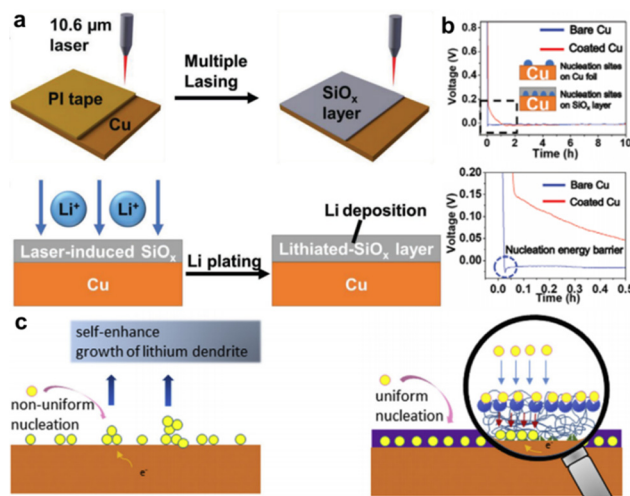 a
10.6 μm
laser
Multiple
Lasing
PI tape
Cu
SiOx
layer
Li+ Li+
Laser-induced SiOx
Cu
Li plating
Li deposition
Lithiated-SiOx layer
Cu
b
Voltage (V)
0.8
0.6
0.4
0.2
0.0
Bare Cu
Coated Cu
Cu
Nucleation sites
on Cu foil
Cu
Nucleation sites
on SiOx layer
0 2 4 6 8 10
Time (h)
Voltage (V)
0.20
0.15
0.10
0.05
0.00
Bare Cu
Coated Cu
Nucleation energy
barrier
0.0 0.1 0.2 0.3 0.4 0.5
Time (h)
c
self-enhance
growth of lithium dendrite
non-uniform
nucleation
e-
uniform
nucleation
e-